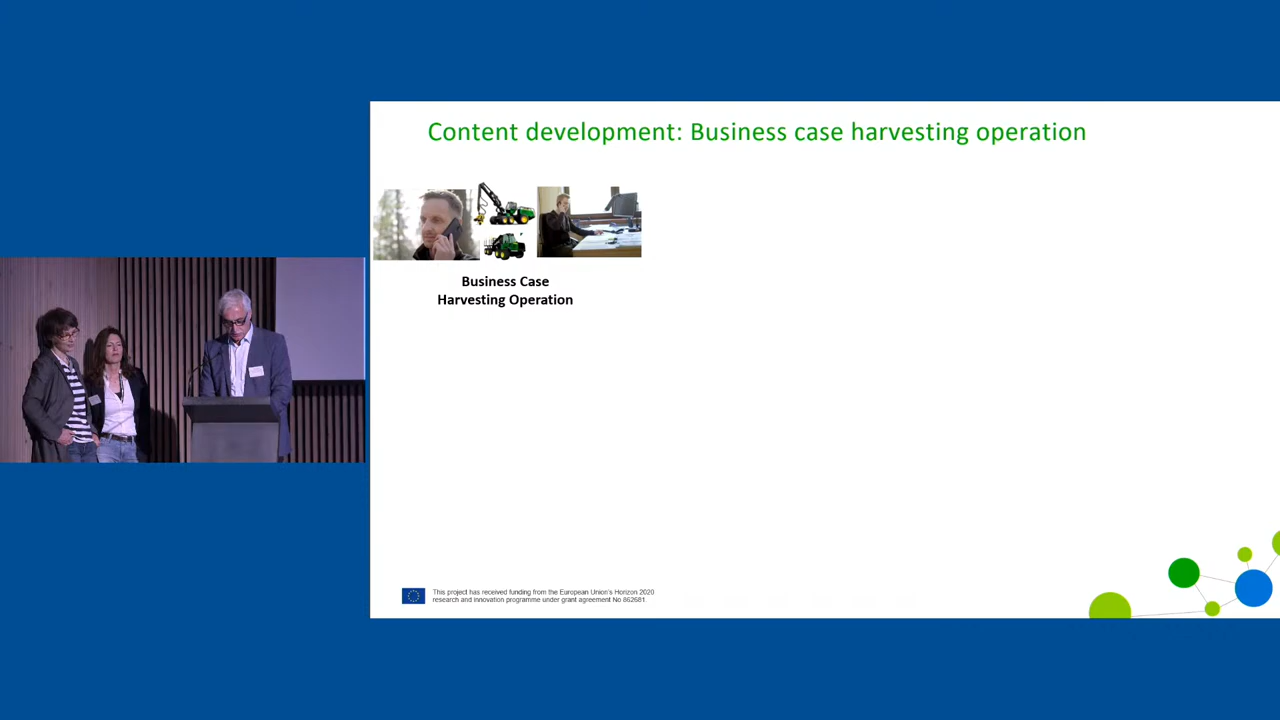 Content development: Business case harvesting operation
Business Case
Harvesting Operation
This project has received funding from the European Union's Horizon 2020
research and innovation programme under grant agreement No 862681.